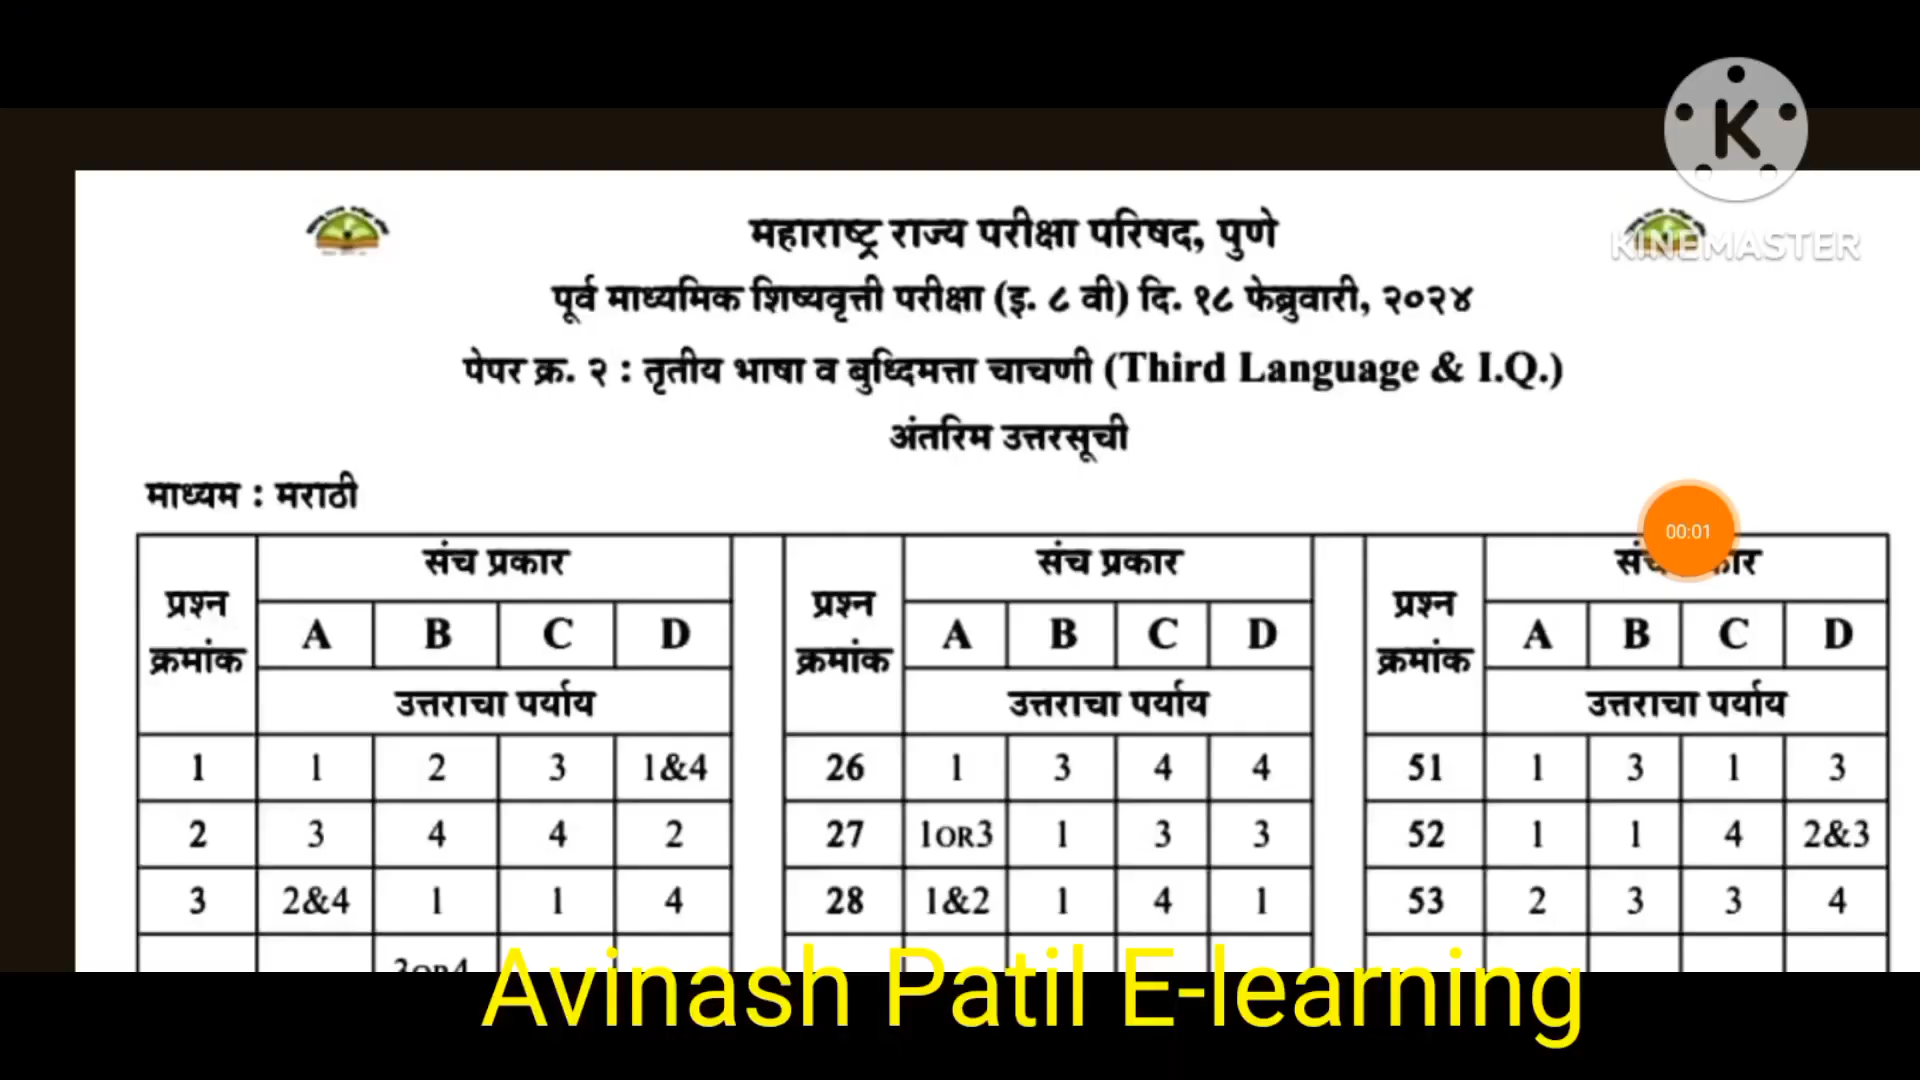 K
KINEMASTER
महाराष्ट्र राज्य परीक्षा परिषद, पुणे
पूर्व माध्यमिक शिष्यवृत्ती परीक्षा (इ. ८ वी) दि. १८ फेब्रुवारी, २०२४
पेपर क्र. २ : तृतीय भाषा व बुध्दिमत्ता चाचणी (Third Language & I.Q.)
अंतरिम उत्तरसूची
माध्यम : मराठी
00:01
प्रश्न क्रमांक संच प्रकार प्रश्न क्रमांक संच प्रकार प्रश्न क्रमांक
A B C D A B C D A B C D
उत्तराचा पर्याय उत्तराचा पर्याय उत्तराचा पर्याय
1 1 2 3 1&4 26 1 3 4 4 51 1 3 1 3
2 3 4 4 2 27 1OR3 1 3 3 52 1 1 4 2&3
3 2&4 1 1 4 28 1&2 1 4 1 53 2 3 3 4
Avinash Patil E-learning